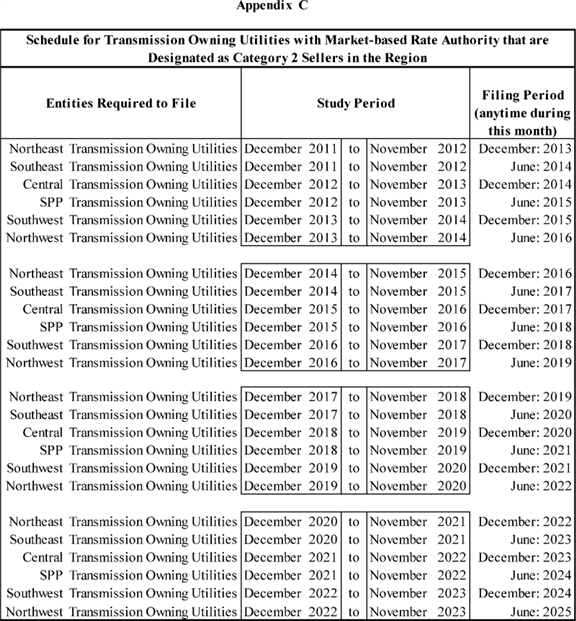 Appendix C
Schedule for Transmission Owning Utilities with Market-based Rate Authority that are
Designated as Category 2 Sellers in the Region
Entities Required to File Study Period Filing Period
(anytime during
this month)
Northeast Transmission Owning Utilities December 2011 to November 2012 December: 2013
Southeast Transmission Owning Utilities December 2011 to November 2012 June: 2014
Central Transmission Owning Utilities December 2012 to November 2013 December: 2014
SPP Transmission Owning Utilities December 2012 to November 2013 June: 2015
Southwest Transmission Owning Utilities December 2013 to November 2014 December: 2015
Northwest Transmission Owning Utilities December 2013 to November 2014 June: 2016
Northeast Transmission Owning Utilities December 2014 to November 2015 December: 2016
Southeast Transmission Owning Utilities December 2014 to November 2015 June: 2017
Central Transmission Owning Utilities December 2015 to November 2016 December: 2017
SPP Transmission Owning Utilities December 2015 to November 2016 June: 2018
Southwest Transmission Owning Utilities December 2016 to November 2017 December: 2018
Northwest Transmission Owning Utilities December 2016 to November 2017 June: 2019
Northeast Transmission Owning Utilities December 2017 to November 2018 December: 2019
Southeast Transmission Owning Utilities December 2017 to November 2018 June: 2020
Central Transmission Owning Utilities December 2018 to November 2019 December: 2020
SPP Transmission Owning Utilities December 2018 to November 2019 June: 2021
Southwest Transmission Owning Utilities December 2019 to November 2020 December: 2021
Northwest Transmission Owning Utilities December 2019 to November 2020 June: 2022
Northeast Transmission Owning Utilities December 2020 to November 2021 December: 2022
Southeast Transmission Owning Utilities December 2020 to November 2021 June: 2023
Central Transmission Owning Utilities December 2021 to November 2022 December: 2023
SPP Transmission Owning Utilities December 2021 to November 2022 June: 2024
Southwest Transmission Owning Utilities December 2022 to November 2023 December: 2024
Northwest Transmission Owning Utilities December 2022 to November 2023 June: 2025